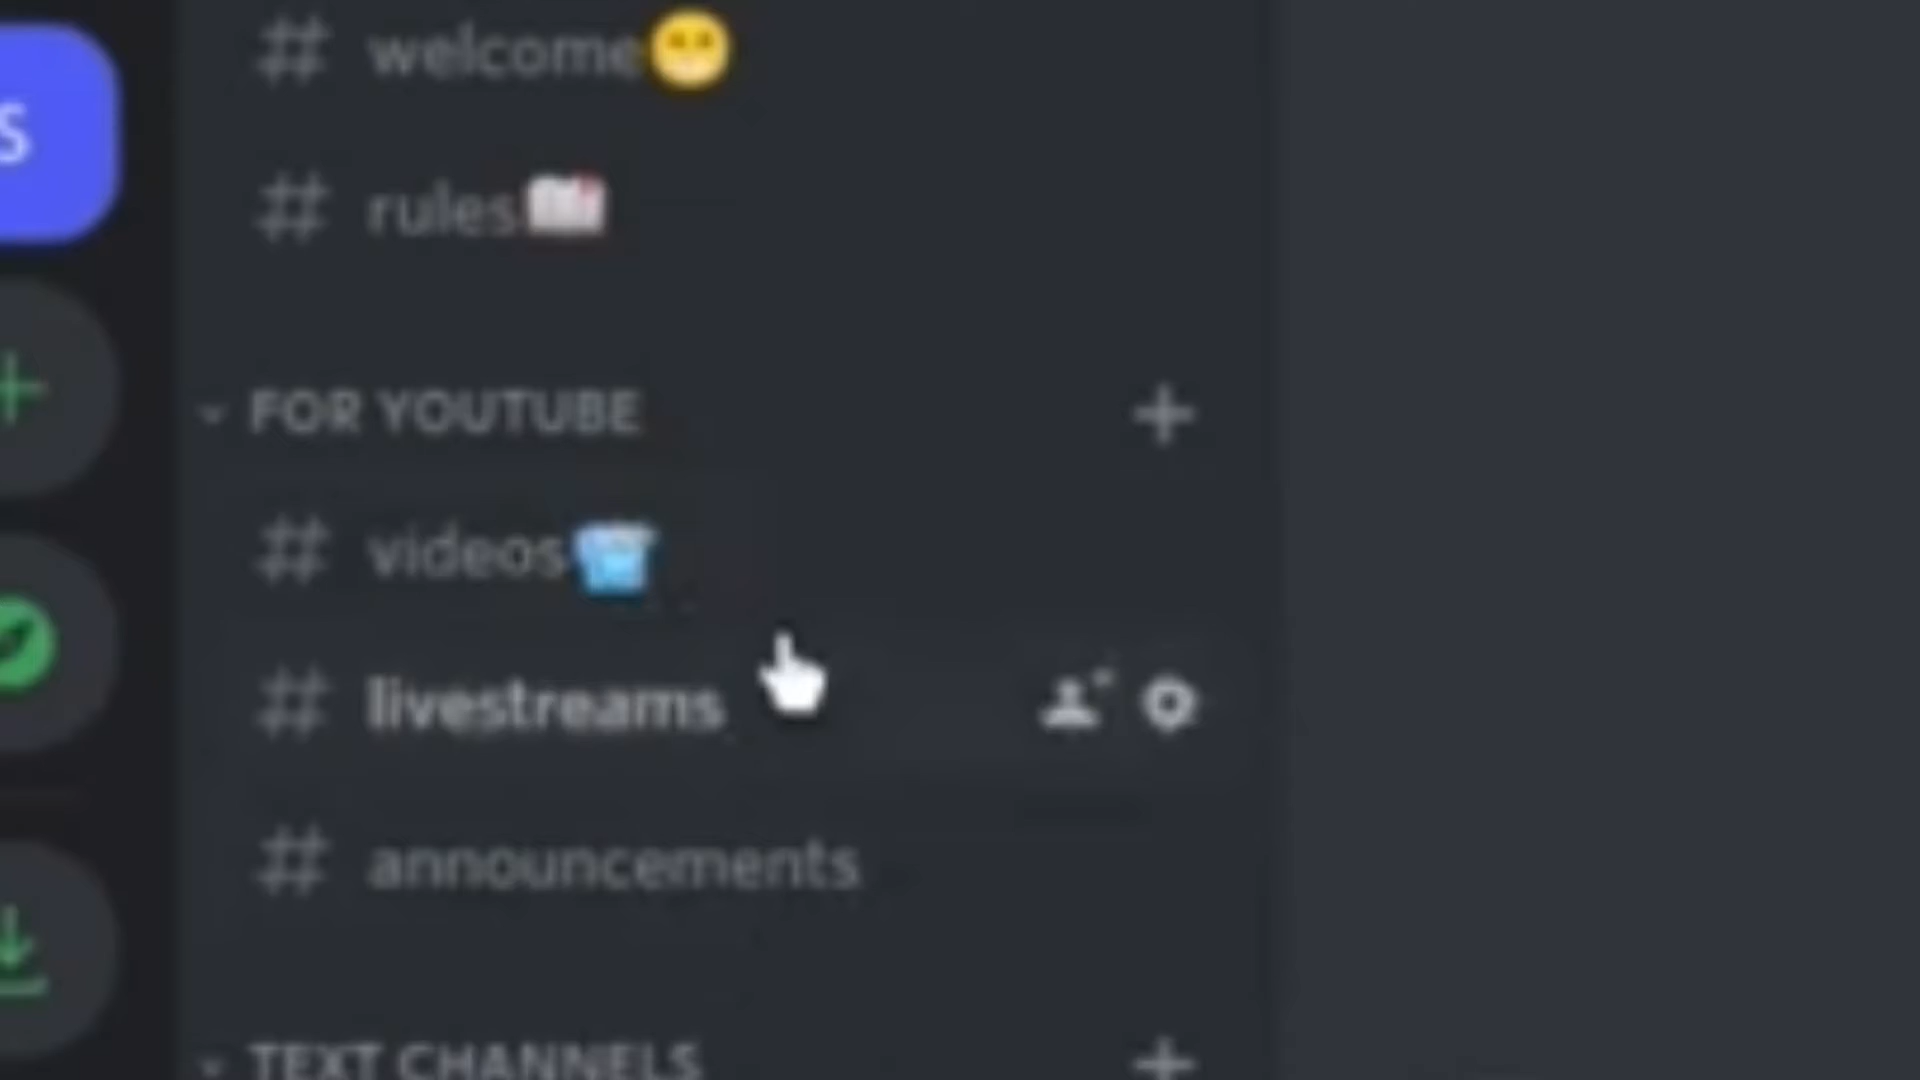 # welcome😁
S
# rules🗺
FOR YOUTUBE
# videos👕
# livestreams
# announcements
TEXT CHANNELS